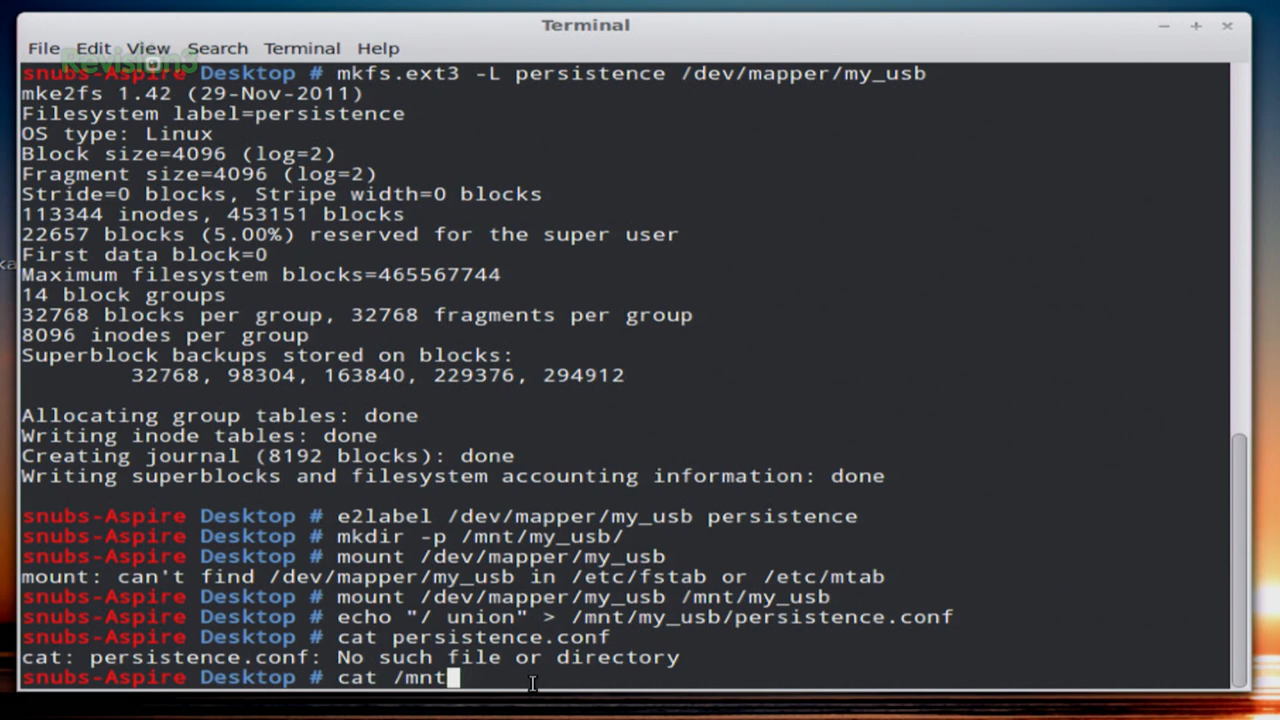 Terminal
File Edit View Search Terminal Help
Revision3
snubs-Aspire Desktop # mkfs.ext3 -L persistence /dev/mapper/my_usb
mke2fs 1.42 (29-Nov-2011)
Filesystem label=persistence
OS type: Linux
Block size=4096 (log=2)
Fragment size=4096 (log=2)
Stride=0 blocks, Stripe width=0 blocks
113344 inodes, 453151 blocks
22657 blocks (5.00%) reserved for the super user
First data block=0
Maximum filesystem blocks=465567744
14 block groups
32768 blocks per group, 32768 fragments per group
8096 inodes per group
Superblock backups stored on blocks:
32768, 98304, 163840, 229376, 294912
Allocating group tables: done
Writing inode tables: done
Creating journal (8192 blocks): done
Writing superblocks and filesystem accounting information: done
snubs-Aspire Desktop # e2label /dev/mapper/my_usb persistence
snubs-Aspire Desktop # mkdir -p /mnt/my_usb/
snubs-Aspire Desktop # mount /dev/mapper/my_usb
mount: can't find /dev/mapper/my_usb in /etc/fstab or /etc/mtab
snubs-Aspire Desktop # mount /dev/mapper/my_usb /mnt/my_usb
snubs-Aspire Desktop # echo "/ union" > /mnt/my_usb/persistence.conf
snubs-Aspire Desktop # cat persistence.conf
cat: persistence.conf: No such file or directory
snubs-Aspire Desktop # cat /mnt